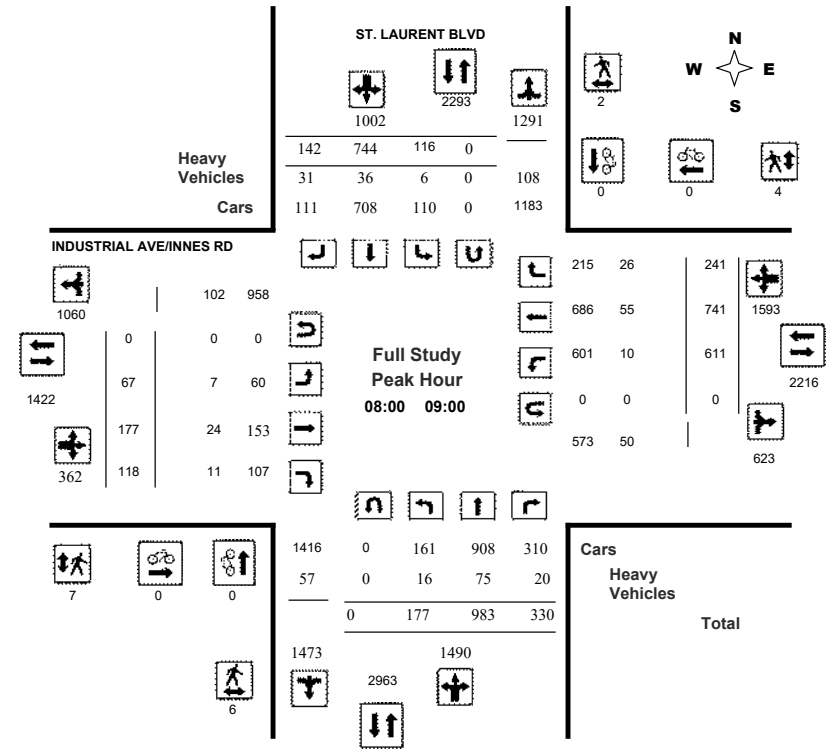 ST. LAURENT BLVD
N
W E
S
2293
2
1002 1291
142 744 116 0
Heavy
Vehicles 31 36 6 0 108
Cars 111 708 110 0 1183
0 0 4
INDUSTRIAL AVE/INNES RD
215 26 241
1060 102 958
686 55 741 1593
0 0 0
Full Study
Peak Hour
08:00 09:00
601 10 611
67 7 60
1422
2216
0 0 0
177 24 153
573 50
623
362 118 11 107
1416 0 161 908 310 Cars
57 0 16 75 20 Heavy
Vehicles
7 0 0
0 177 983 330 Total
1473 1490
2963
6